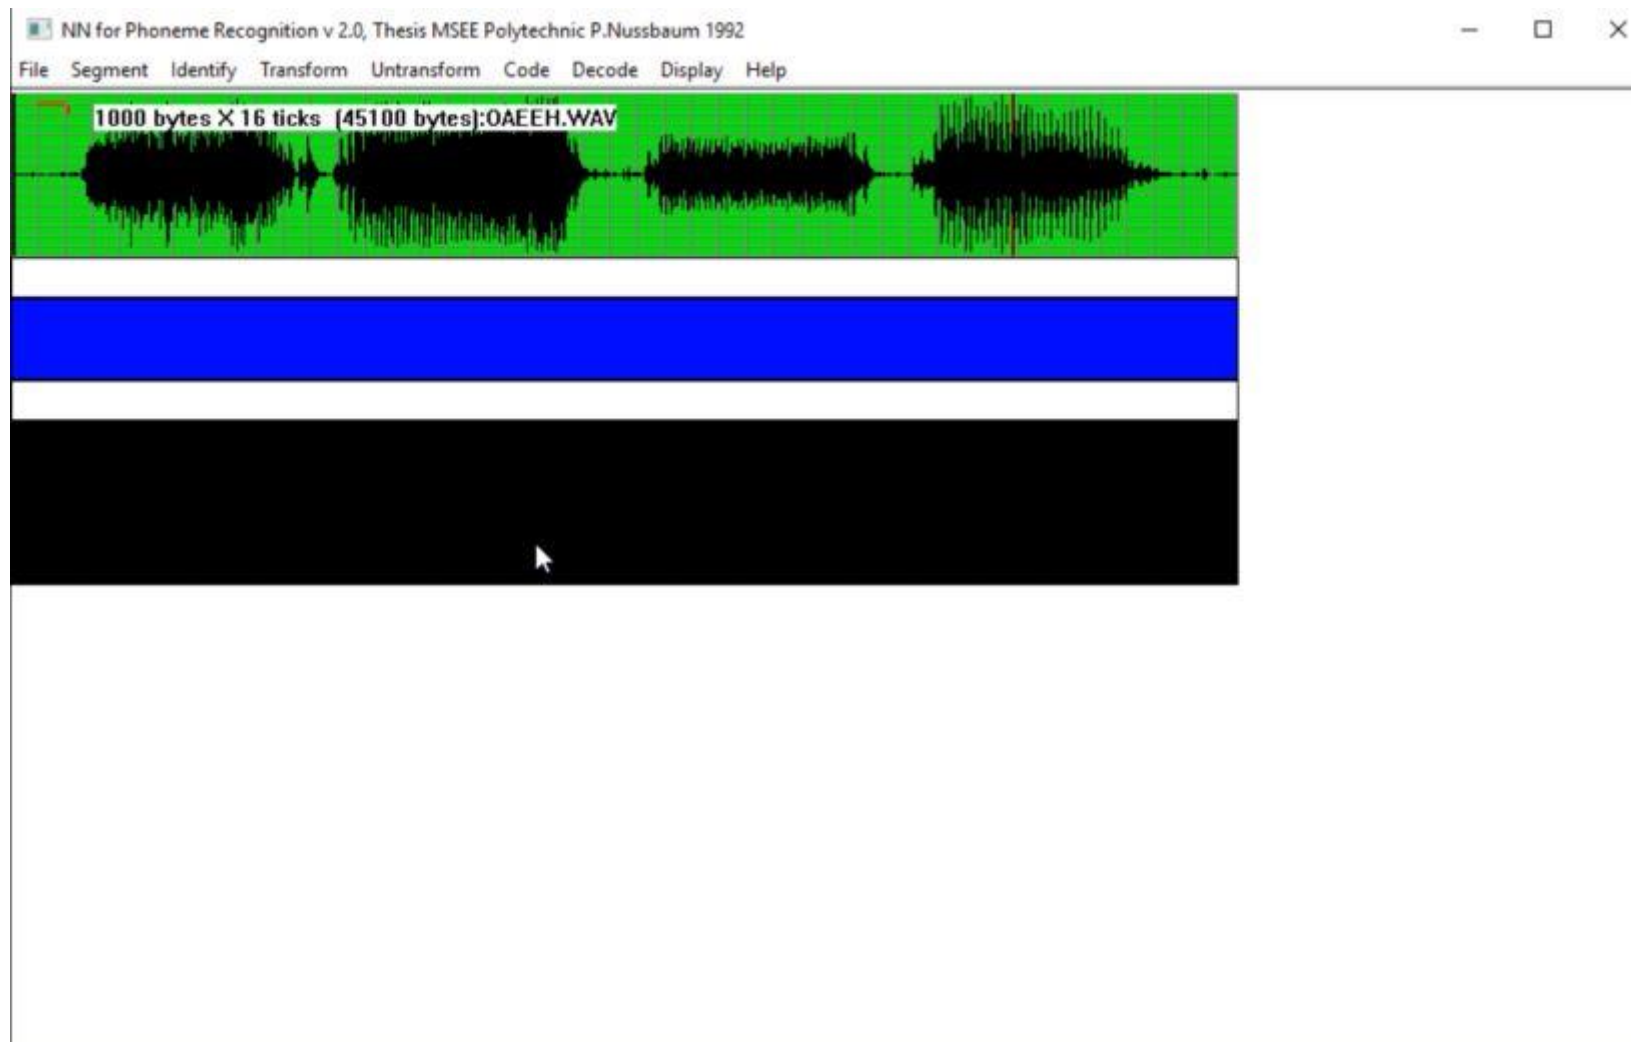 NN for Phoneme Recognition v 2.0, Thesis MSEE Polytechnic P.Nussbaum 1992
File Segment Identify Transform Untransform Code Decode Display Help
1000 bytes X 16 ticks (45100 bytes):OAEEH.WAV